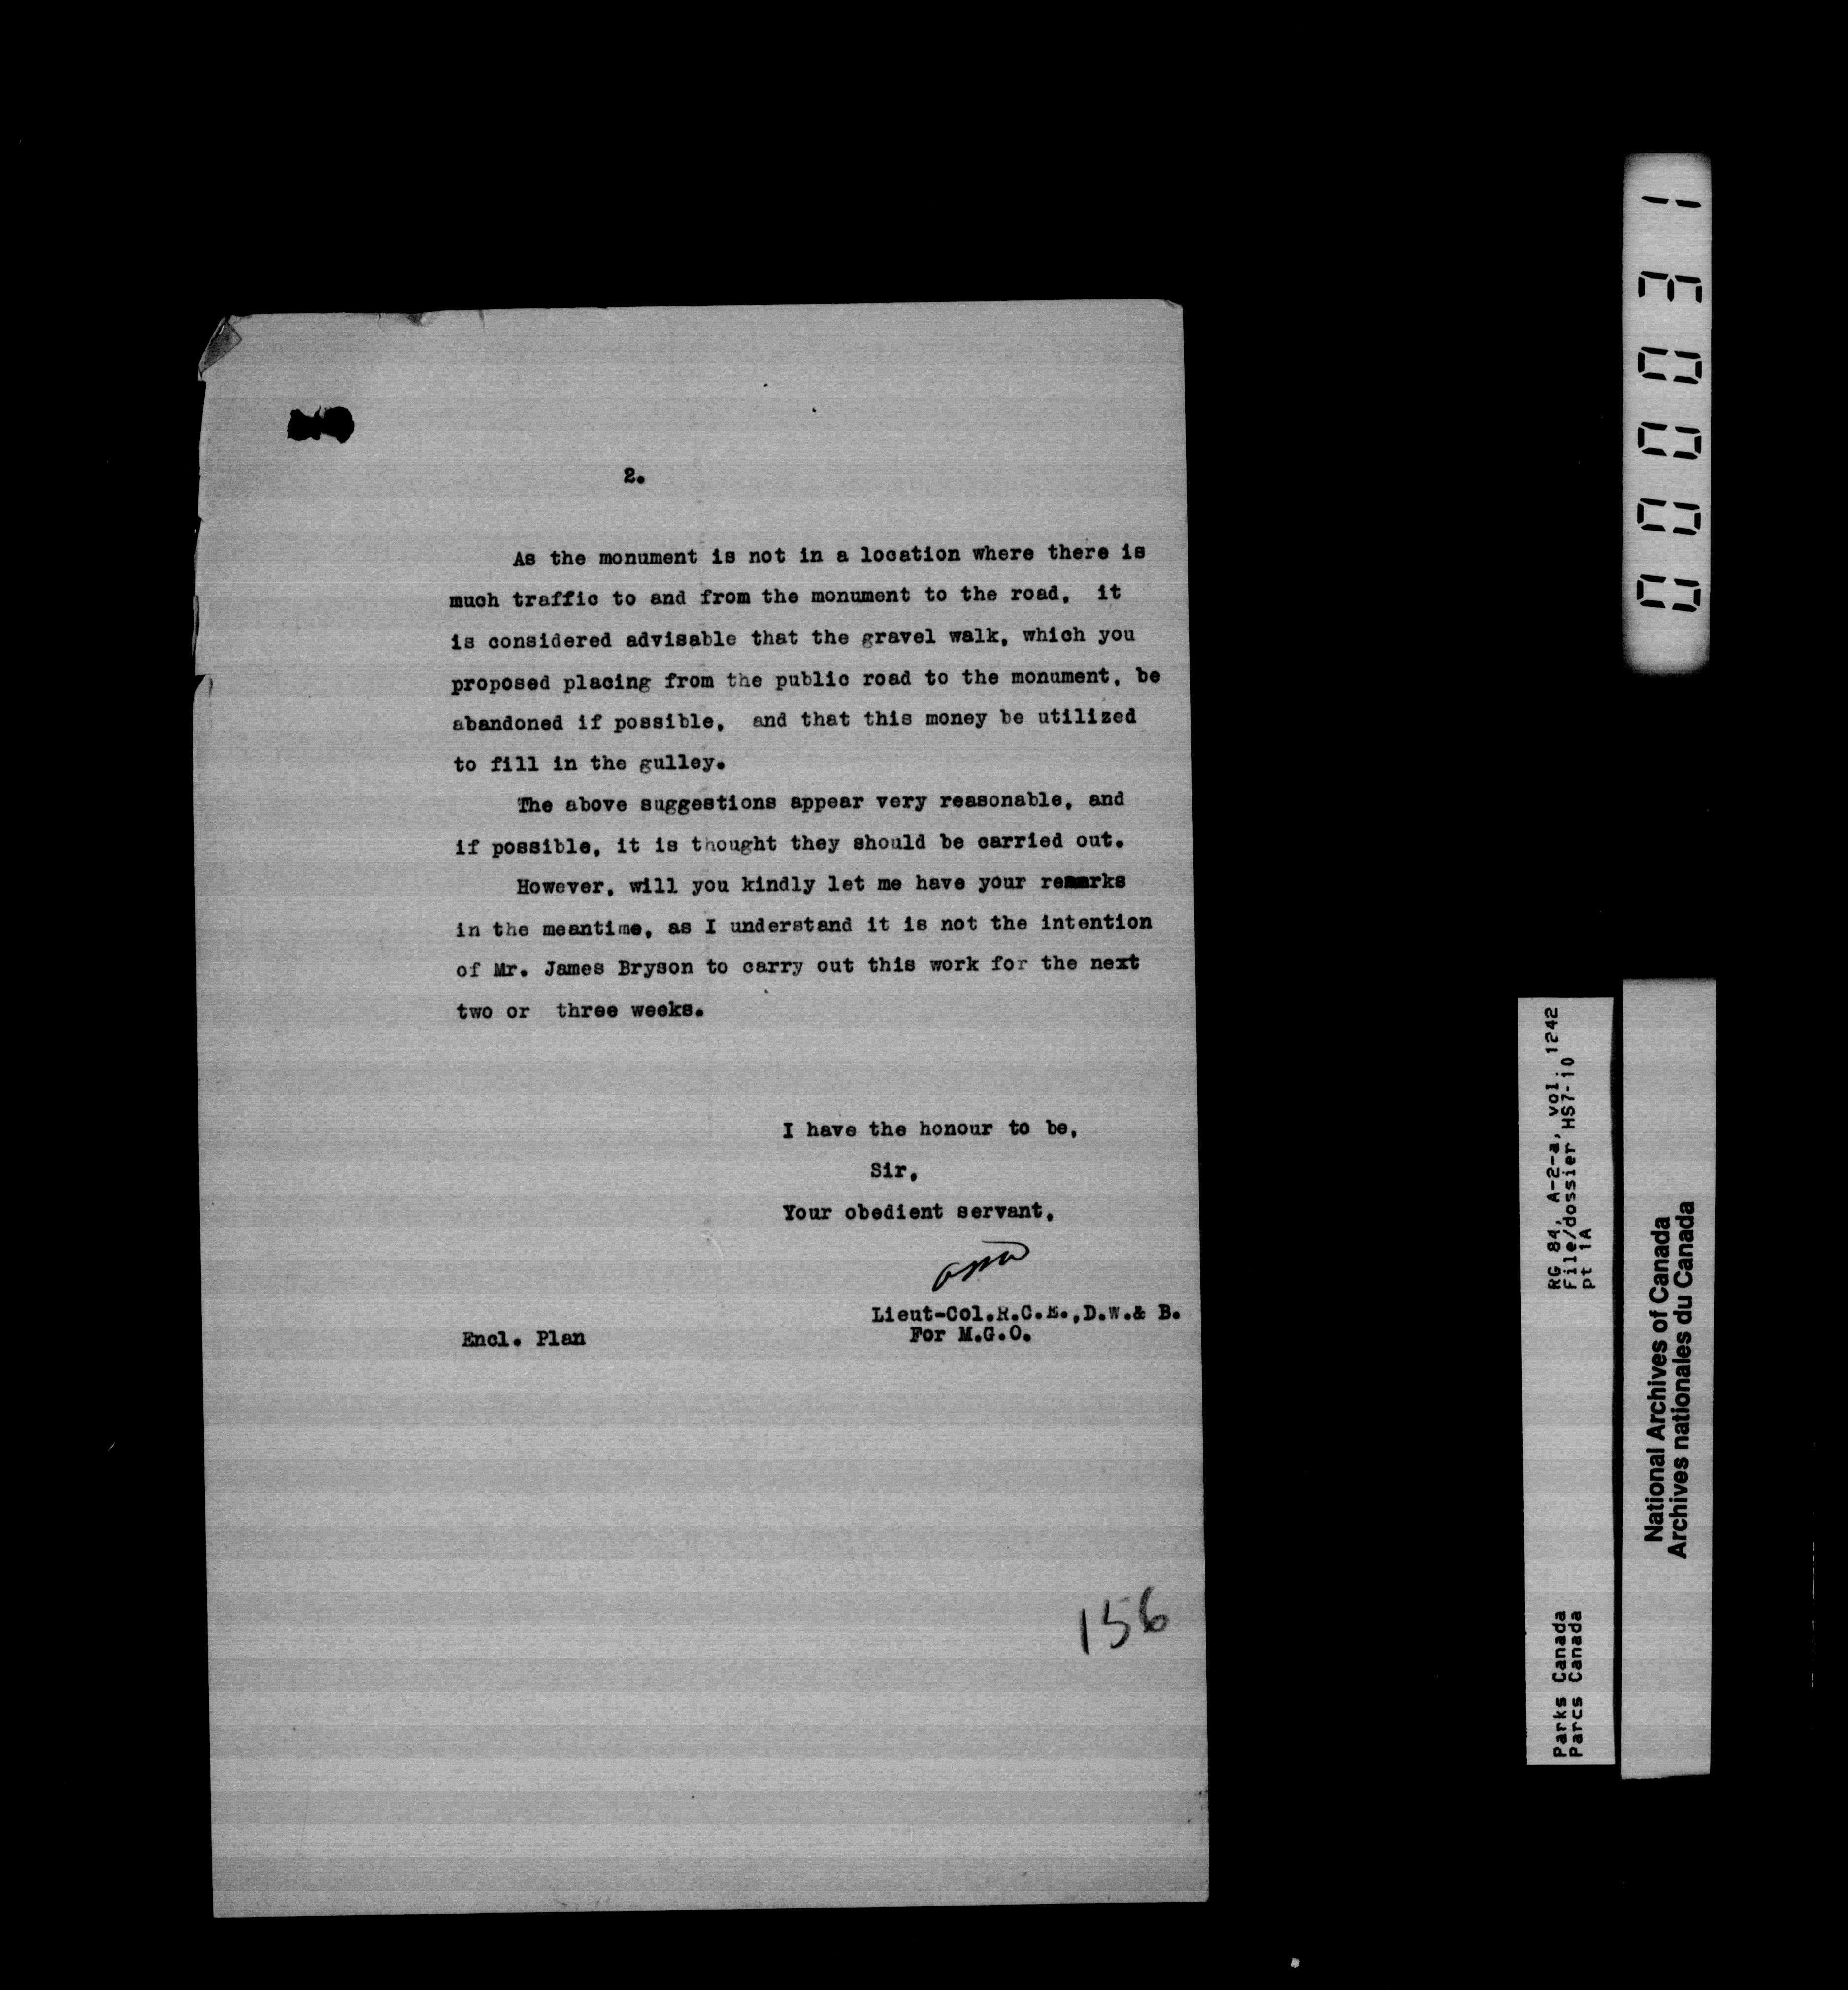 2.
As the monument is not in a location where there is
much traffic to and from the monument to the road, it
is considered advisable that the gravel walk, which you
proposed placing from the public road to the monument, be
abandoned if possible, and that this money be utilized
to fill in the gulley.
The above suggestions appear very reasonable, and
if possible, it is thought they should be carried out.
However, will you kindly let me have your remarks
in the meantime, as I understand it is not the intention
of Mr. James Bryson to carry out this work for the next
two or three weeks.
I have the honour to be,
Sir,
Your obedient servant,
Lieut-Col.R.C.E.,D.W.& B.
For M.G.O.
Encl. Plan
156
RG 84, A-2-a, vol. 1242
File/dossier HS7-10
pt 1A
Parks Canada
Parcs Canada
National Archives of Canada
Archives nationales du Canada